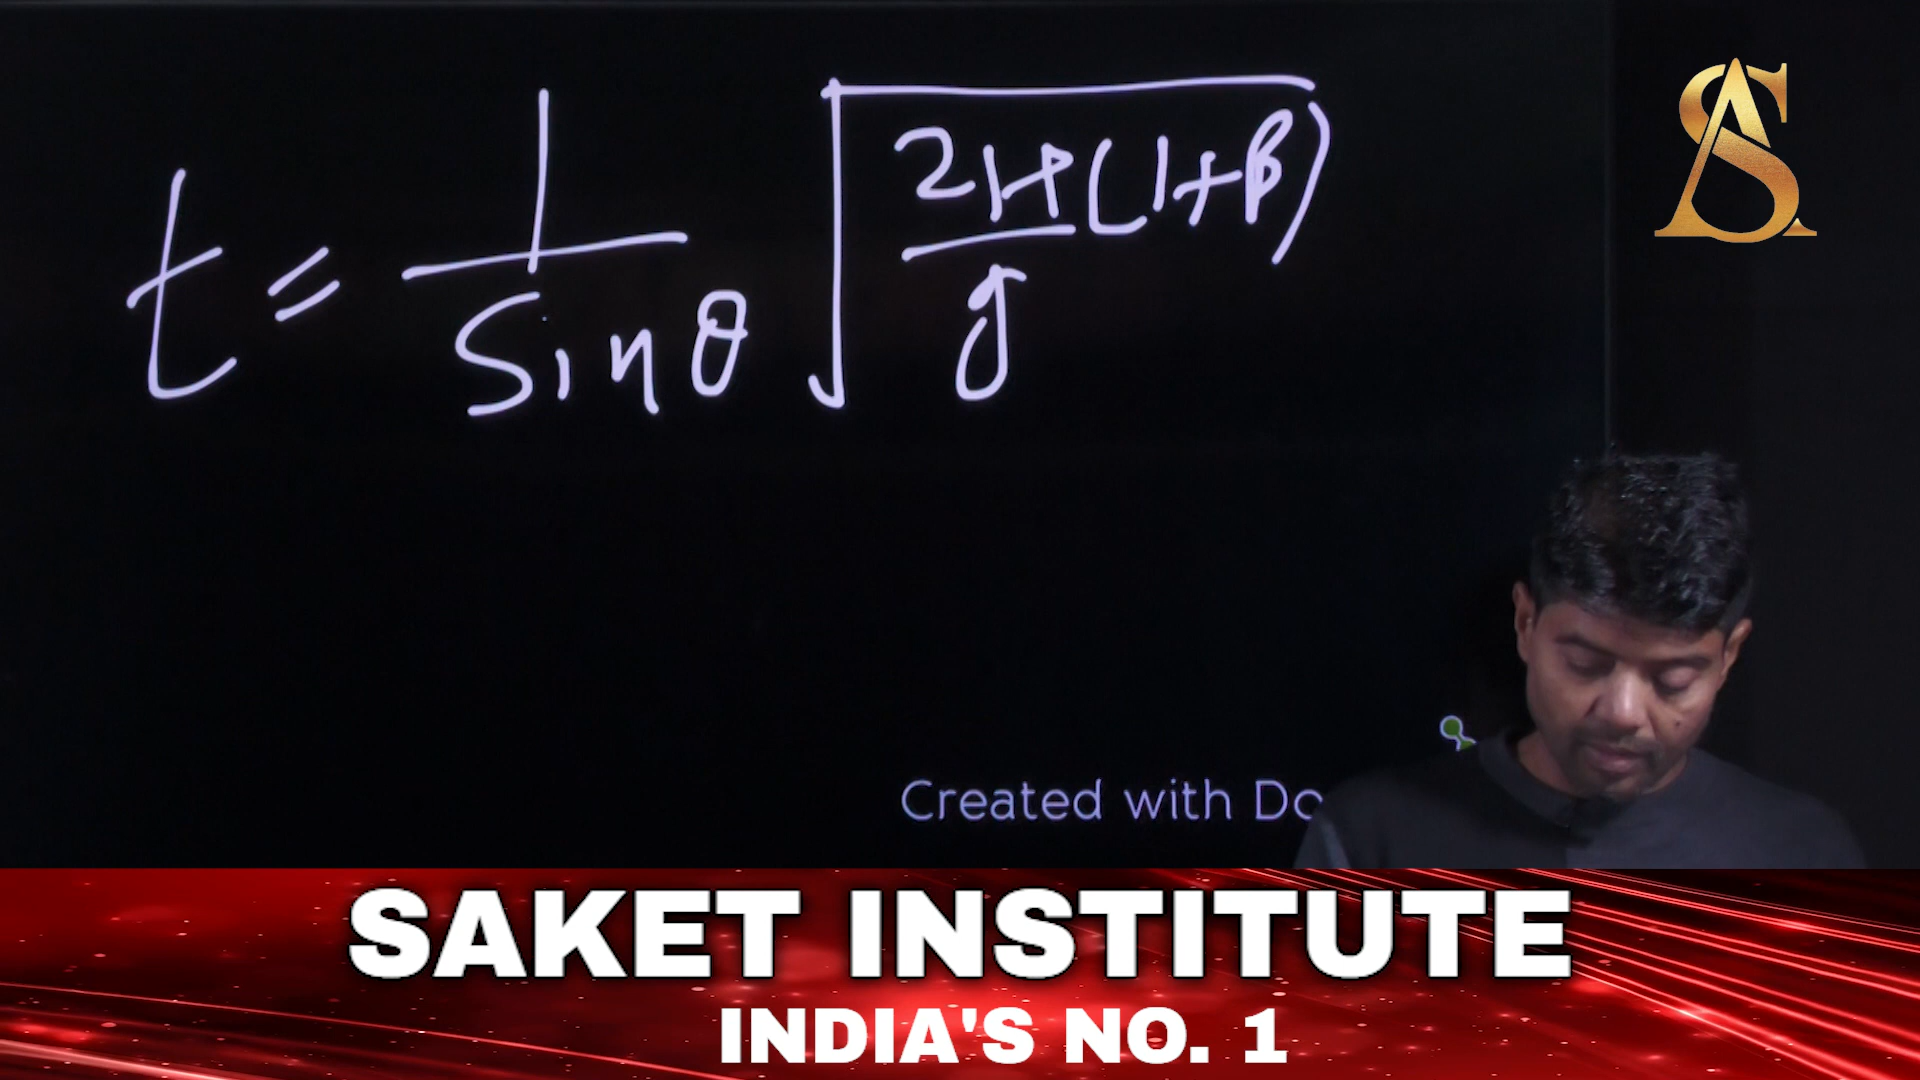 t = 1/Sinθ √(2H/g (1+β))
Created with Do
SAKET INSTITUTE
INDIA'S NO. 1